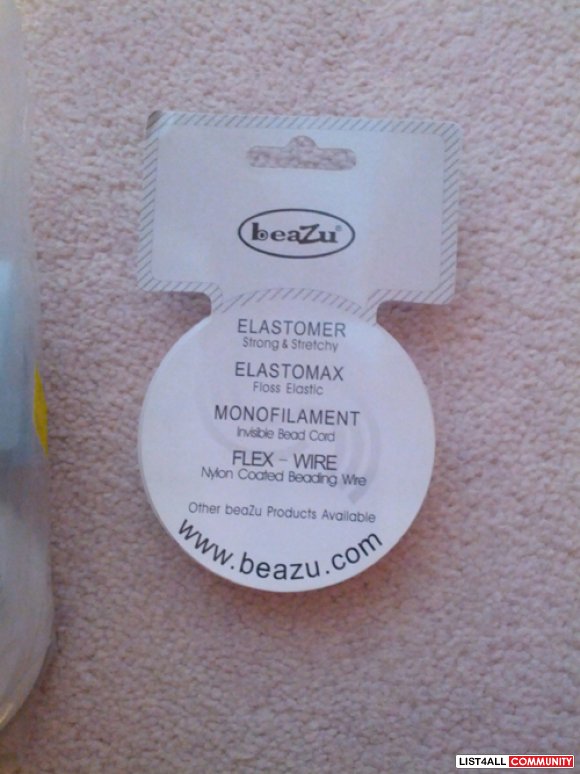 beaZu®
ELASTOMER
Strong & Stretchy
ELASTOMAX
Floss Elastic
MONOFILAMENT
Invisible Bead Cord
FLEX - WIRE
Nylon Coated Beading Wire
Other beaZu Products Available
www.beazu.com
LIST4ALL COMMUNITY